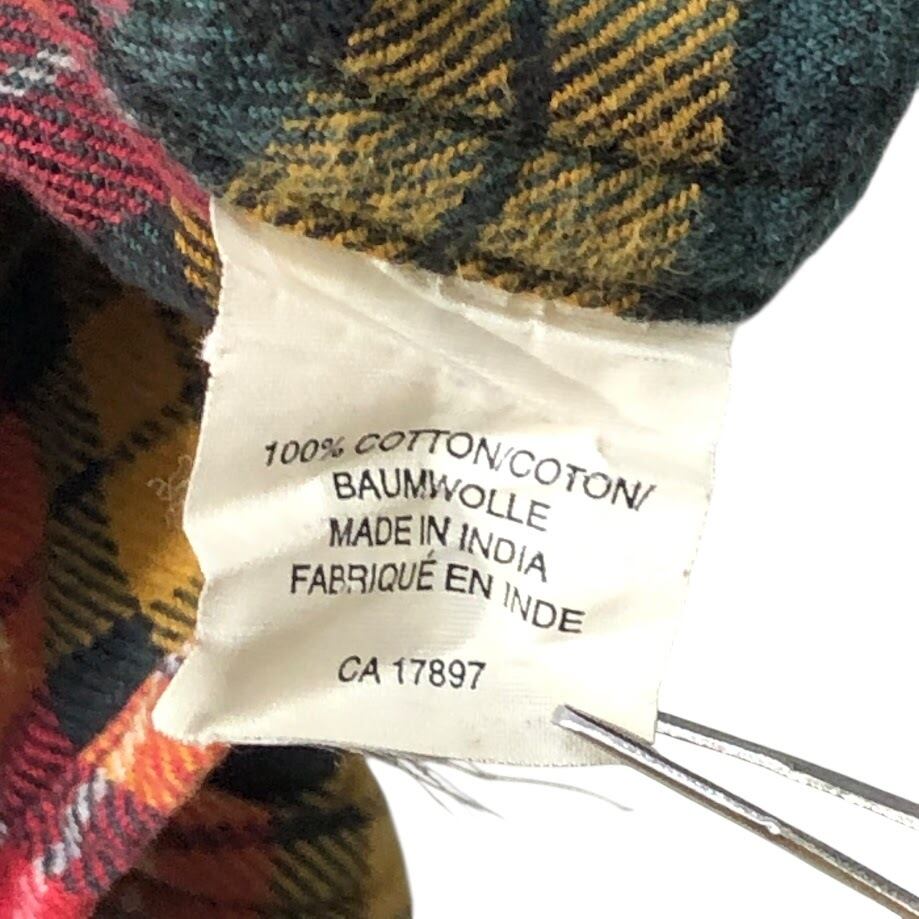 100% COTTON/COTON/
BAUMWOLLE
MADE IN INDIA
FABRIQUÉ EN INDE
CA 17897